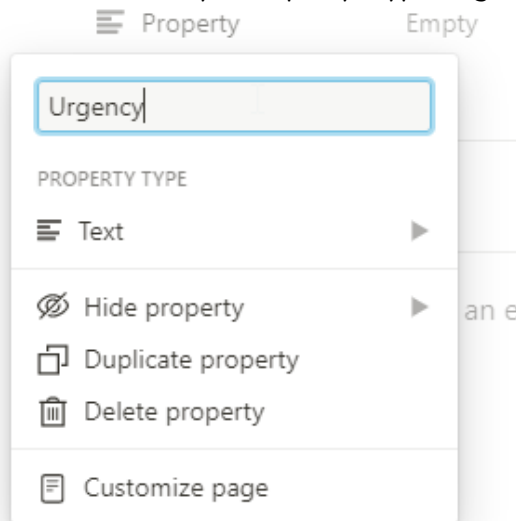 Property Empty
Urgency
PROPERTY TYPE
Text
Hide property
an e
Duplicate property
Delete property
Customize page